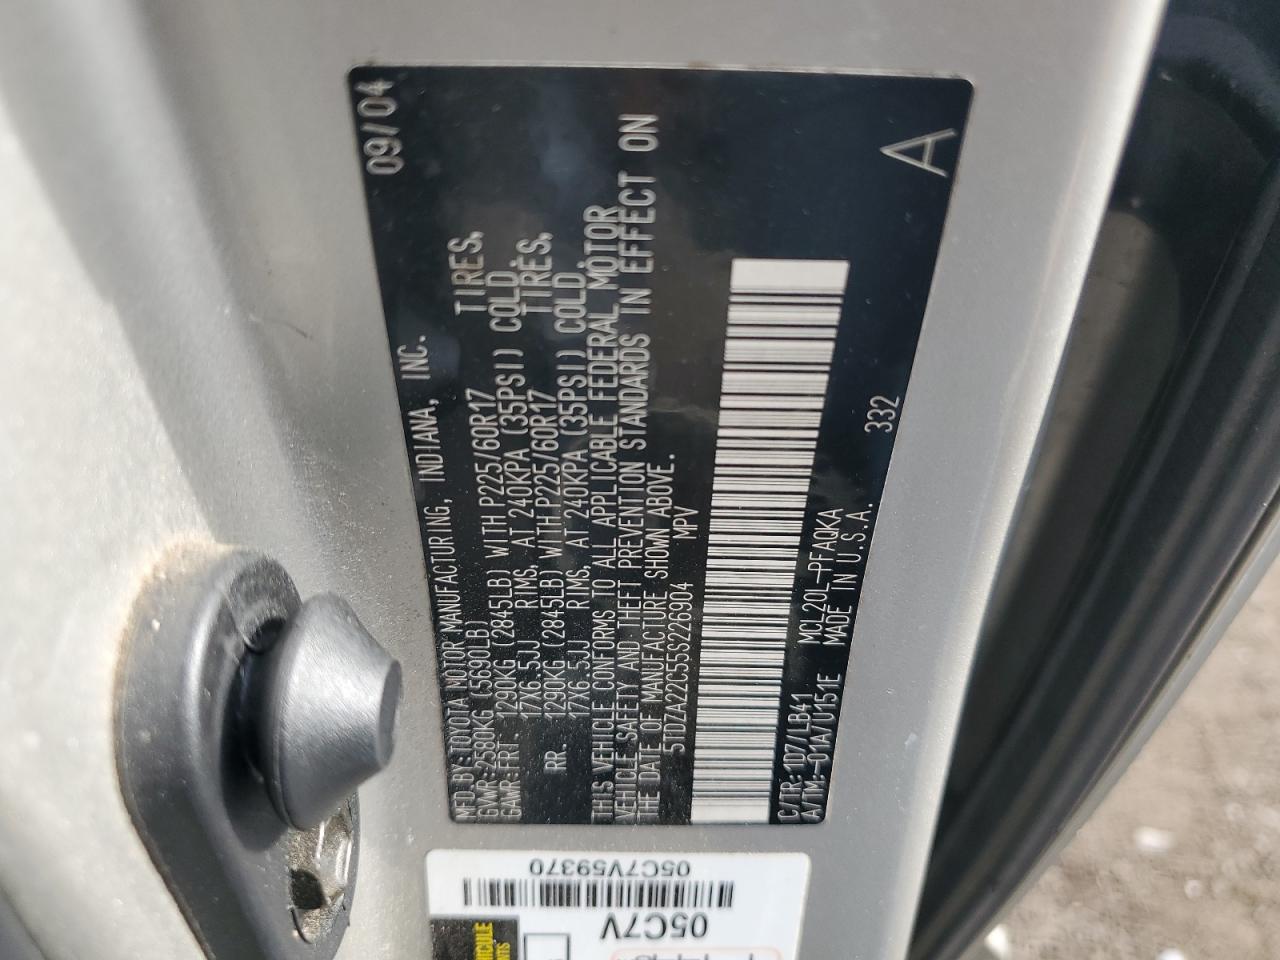 MFD. BY: TOYOTA MOTOR MANUFACTURING, INDIANA, INC. 09/04
GVWR: 2580KG (5690LB)
GAWR: FRT. 1290KG (2845LB) WITH P225/60R17 TIRES,
17X6.5JJ RIMS, AT 240KPA (35PSI) COLD.
RR. 1290KG (2845LB) WITH P225/60R17 TIRES,
17X6.5JJ RIMS, AT 240KPA (35PSI) COLD.
THIS VEHICLE CONFORMS TO ALL APPLICABLE FEDERAL MOTOR
VEHICLE SAFETY AND THEFT PREVENTION STANDARDS IN EFFECT ON
THE DATE OF MANUFACTURE SHOWN ABOVE.
5TDZA22C55S226904 MPV
C/TR: 1D7/LB41 MCL20L-PFAQKA 332 A
A/TM: -01A/U151E MADE IN U.S.A.
05C7V
05C7V59370